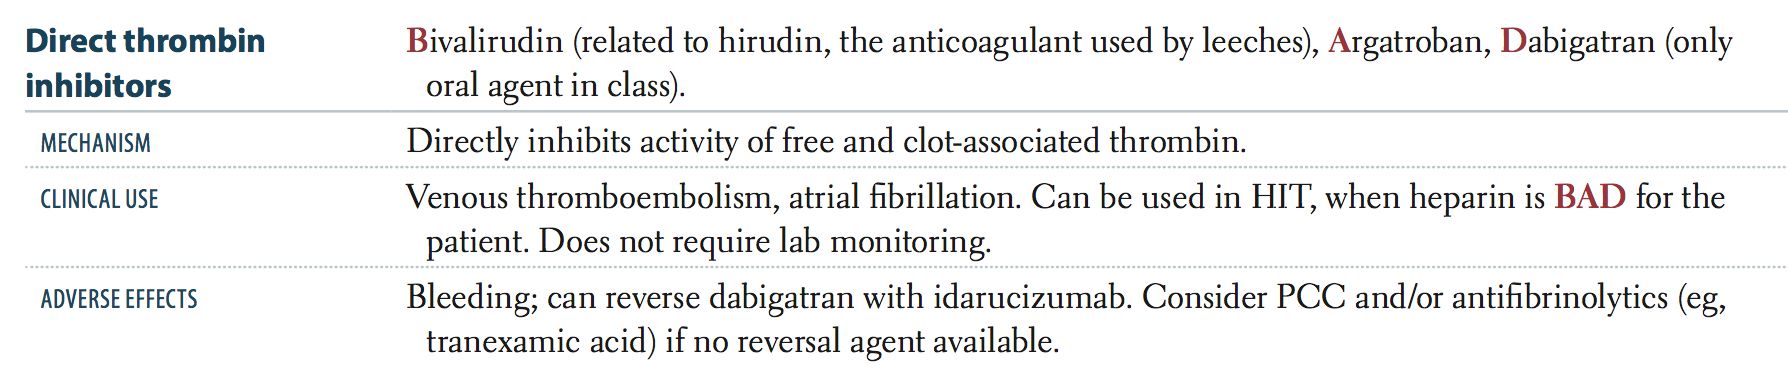 Direct thrombin
inhibitors
Bivalirudin (related to hirudin, the anticoagulant used by leeches), Argatroban, Dabigatran (only
oral agent in class).
MECHANISM
Directly inhibits activity of free and clot-associated thrombin.
CLINICAL USE
Venous thromboembolism, atrial fibrillation. Can be used in HIT, when heparin is BAD for the
patient. Does not require lab monitoring.
ADVERSE EFFECTS
Bleeding; can reverse dabigatran with idarucizumab. Consider PCC and/or antifibrinolytics (eg,
tranexamic acid) if no reversal agent available.